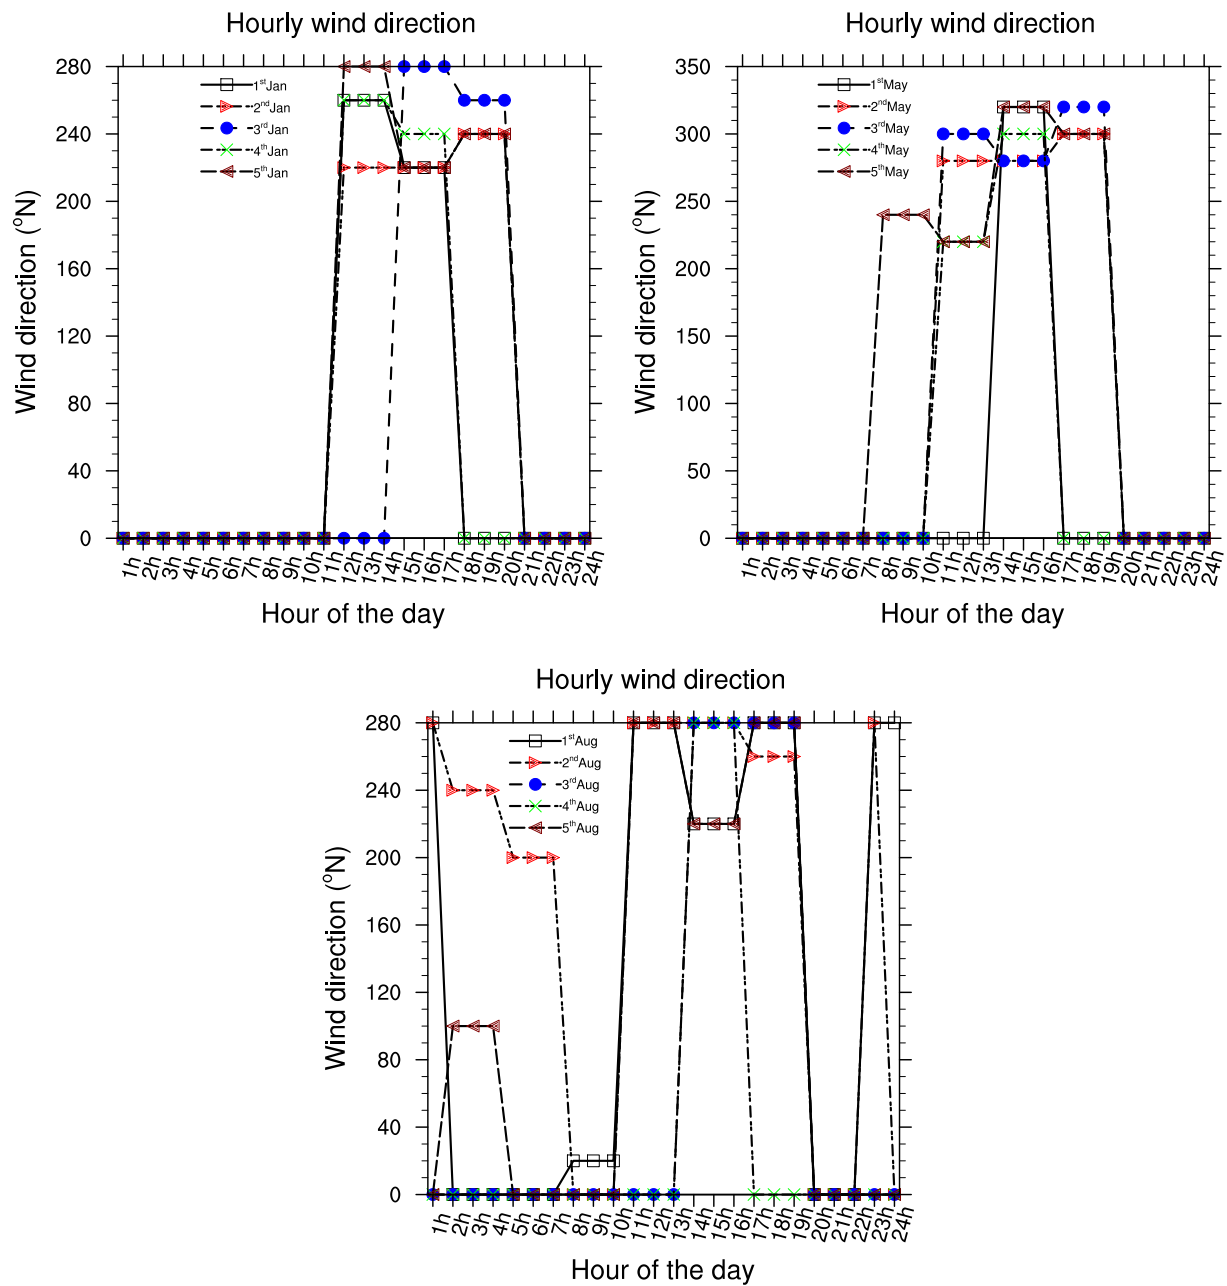 Hourly wind direction
Wind direction (°N)
280
240
200
160
120
80
40
0
1stJan
2ndJan
3rdJan
4thJan
5thJan
1h 2h 3h 4h 5h 6h 7h 8h 9h 10h 11h 12h 13h 14h 15h 16h 17h 18h 19h 20h 21h 22h 23h 24h
Hour of the day
Hourly wind direction
Wind direction (°N)
350
300
250
200
150
100
50
0
1stMay
2ndMay
3rdMay
4thMay
5thMay
1h 2h 3h 4h 5h 6h 7h 8h 9h 10h 11h 12h 13h 14h 15h 16h 17h 18h 19h 20h 21h 22h 23h 24h
Hour of the day
Hourly wind direction
Wind direction (°N)
280
240
200
160
120
80
40
0
1stAug
2ndAug
3rdAug
4thAug
5thAug
1h 2h 3h 4h 5h 6h 7h 8h 9h 10h 11h 12h 13h 14h 15h 16h 17h 18h 19h 20h 21h 22h 23h 24h
Hour of the day